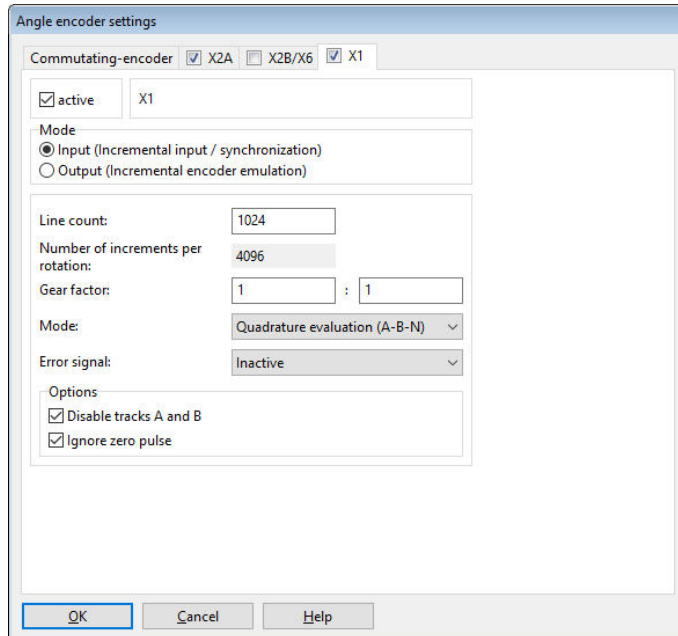 Angle encoder settings
Commutating-encoder X2A X2B/X6 X1
active X1
Mode
Input (Incremental input / synchronization)
Output (Incremental encoder emulation)
Line count: 1024
Number of increments per
rotation: 4096
Gear factor: 1 : 1
Mode: Quadrature evaluation (A-B-N)
Error signal: Inactive
Options
Disable tracks A and B
Ignore zero pulse
OK Cancel Help